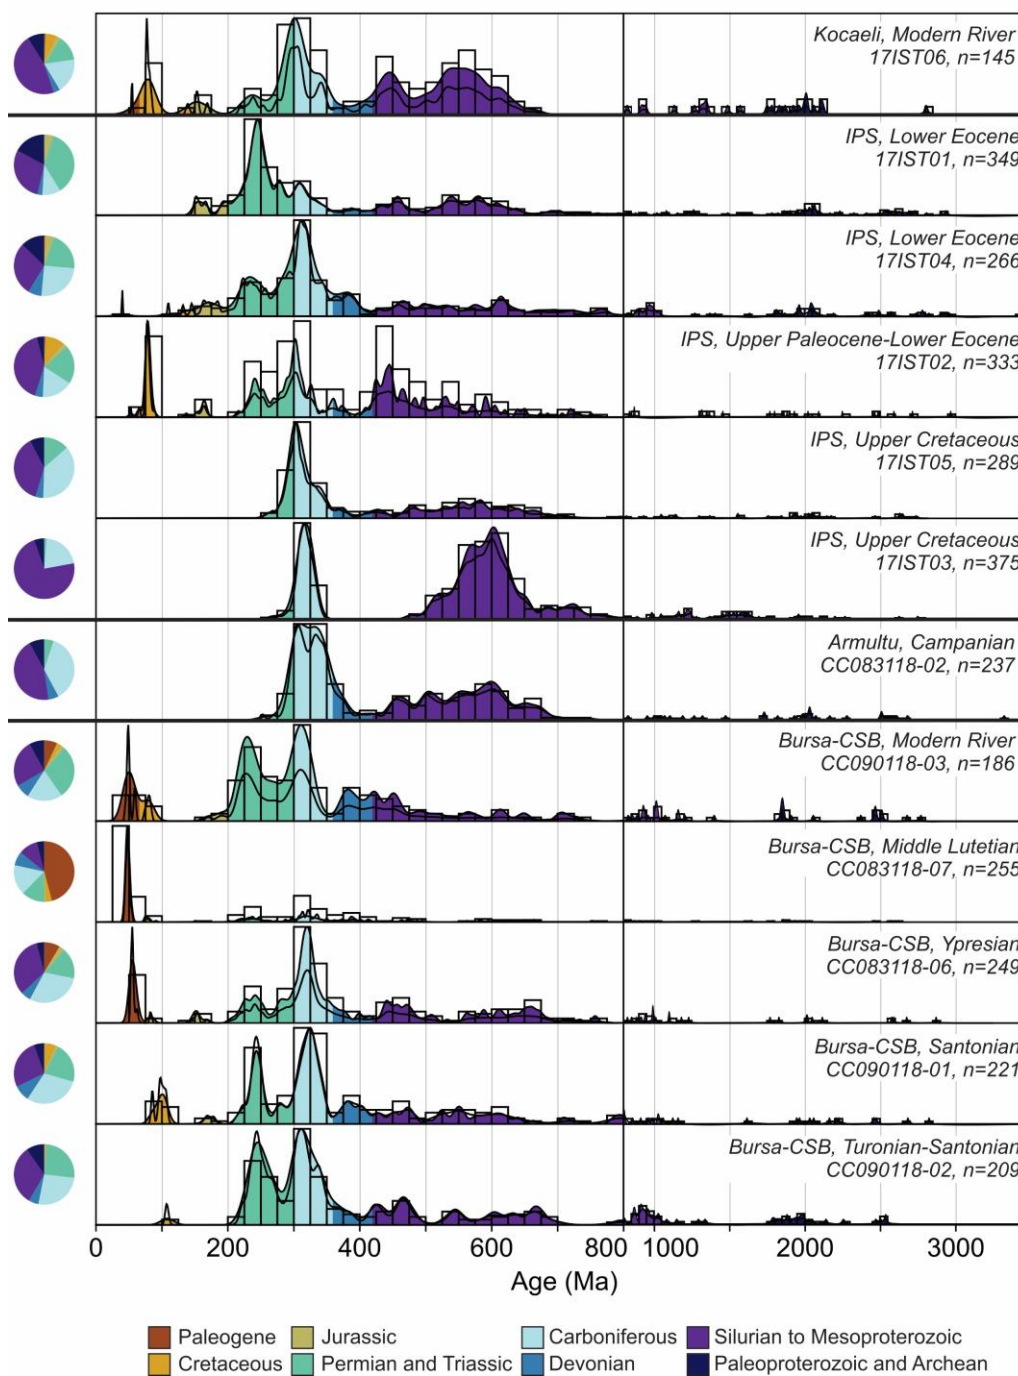 Kocaeli, Modern River
17IST06, n=145
IPS, Lower Eocene
17IST01, n=349
IPS, Lower Eocene
17IST04, n=266
IPS, Upper Paleocene-Lower Eocene
17IST02, n=333
IPS, Upper Cretaceous
17IST05, n=289
IPS, Upper Cretaceous
17IST03, n=375
Armultu, Campanian
CC083118-02, n=237
Bursa-CSB, Modern River
CC090118-03, n=186
Bursa-CSB, Middle Lutetian
CC083118-07, n=255
Bursa-CSB, Ypresian
CC083118-06, n=249
Bursa-CSB, Santonian
CC090118-01, n=221
Bursa-CSB, Turonian-Santonian
CC090118-02, n=209
0 200 400 600 800 1000 2000 3000
Age (Ma)
Paleogene Jurassic Carboniferous Silurian to Mesoproterozoic
Cretaceous Permian and Triassic Devonian Paleoproterozoic and Archean